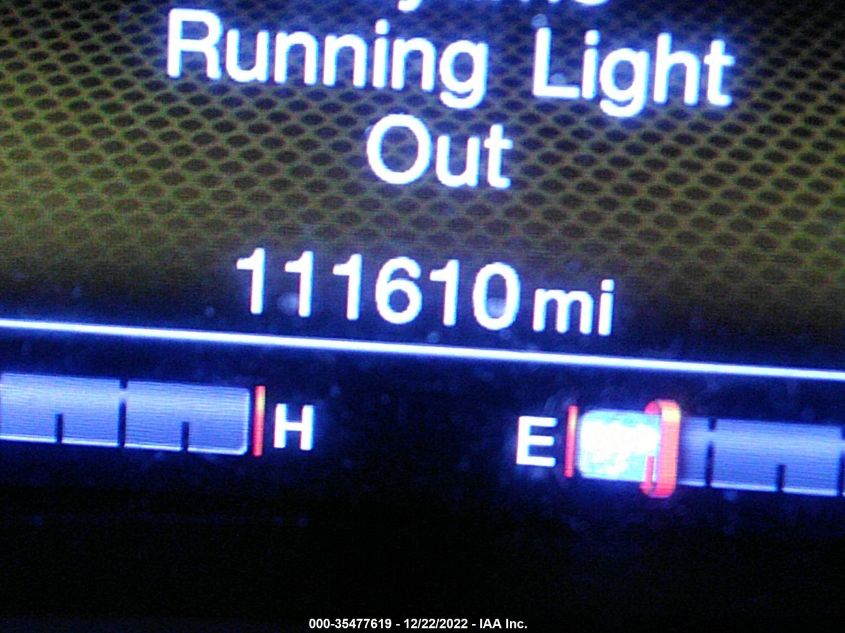 Running Light
Out
111610 mi
H
E
000-35477619 - 12/22/2022 - IAA Inc.